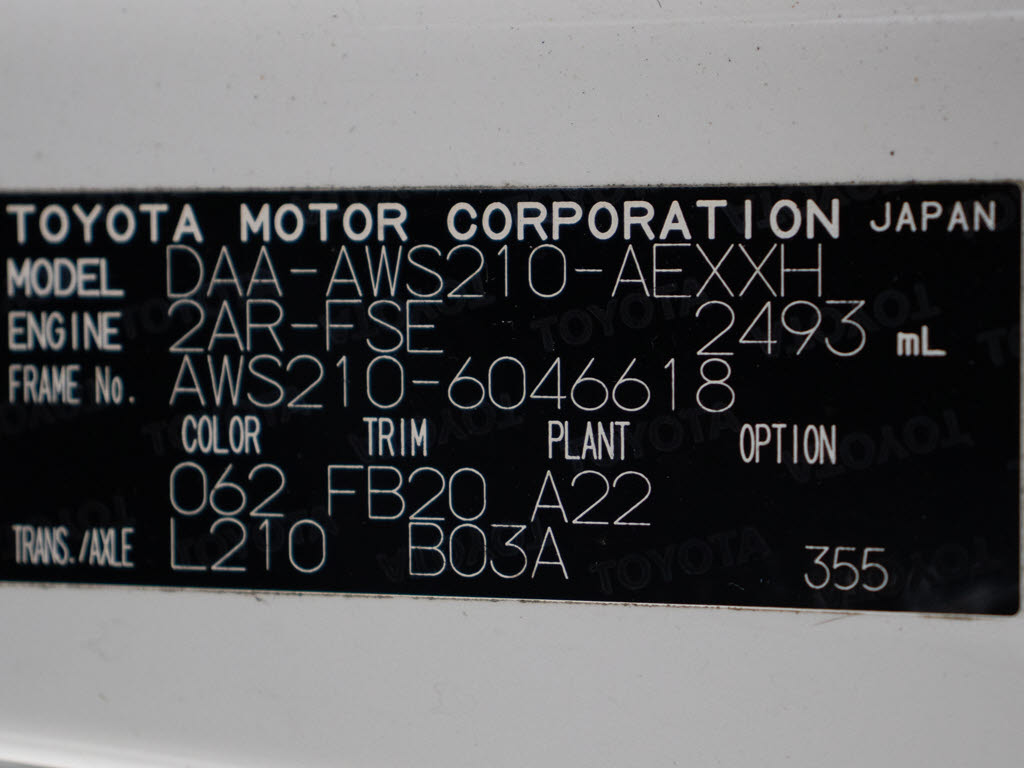 TOYOTA MOTOR CORPORATION JAPAN
MODEL DAA-AWS210-AEXXH
ENGINE 2AR-FSE 2493 mL
FRAME No. AWS210-6046618
COLOR TRIM PLANT OPTION
062 FB20 A22
TRANS./AXLE L210 B03A 355